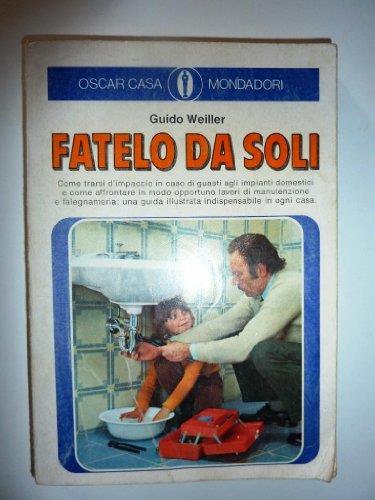 OSCAR CASA MONDADORI
Guido Weiller
FATELO DA SOLI
Come trarsi d'impaccio in caso di guasti agli impianti domestici
e come affrontare in modo opportuno lavori di manutenzione
e falegnameria: una guida illustrata indispensabile in ogni casa.